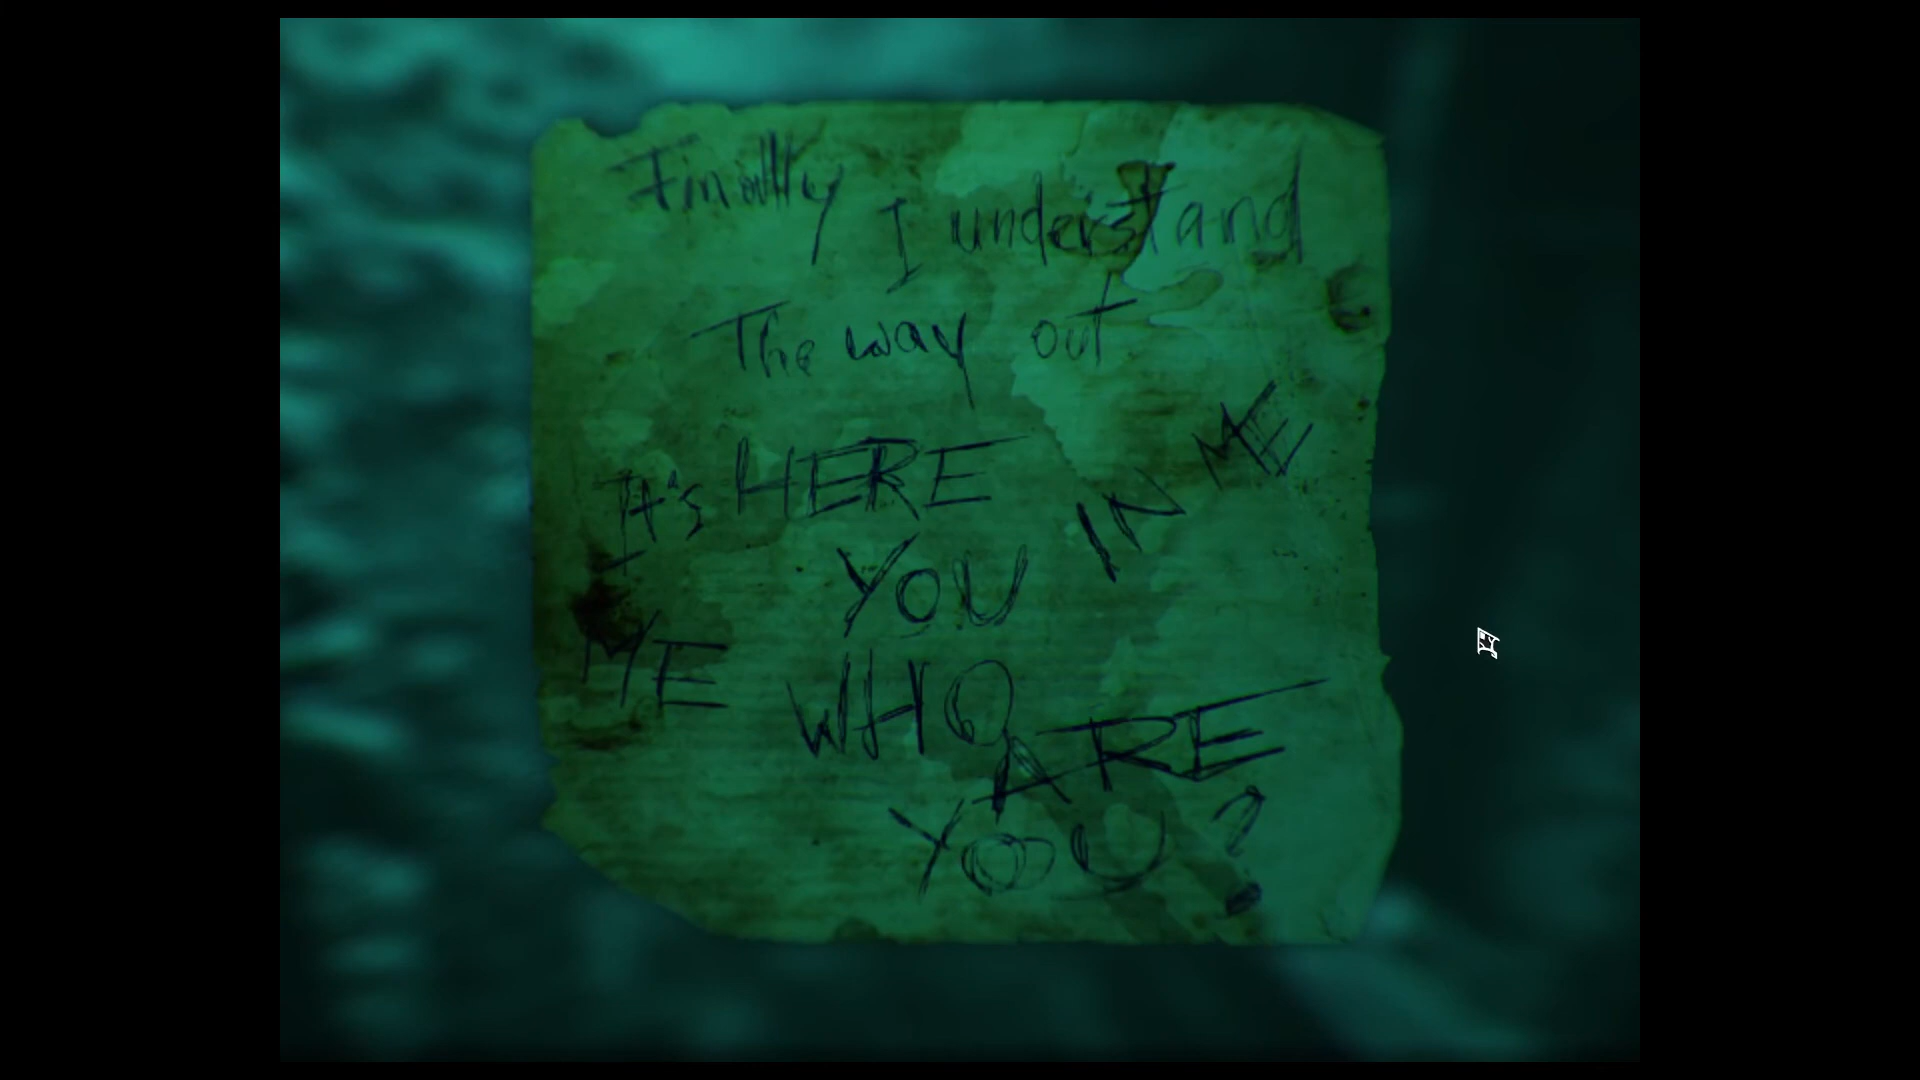 Finally I understand
The way out
It's HERE IN ME
YOU
ME WHO ARE
YOU?